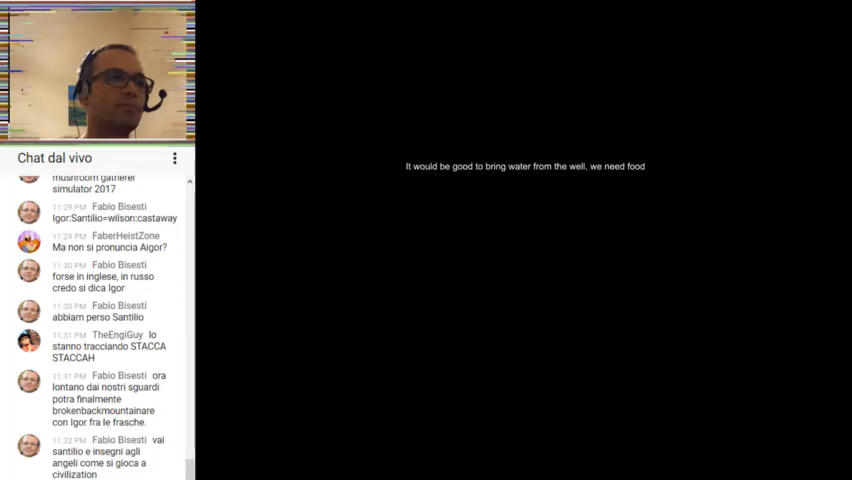 Chat dal vivo
mushroom gatherer
simulator 2017
11:29 PM Fabio Bisesti
Igor:Santilio=wilson:castaway
11:29 PM FaberHeistZone
Ma non si pronuncia Aigor?
11:30 PM Fabio Bisesti
forse in inglese, in russo
credo si dica Igor
11:30 PM Fabio Bisesti
abbiam perso Santilio
11:31 PM TheEngiGuy lo
stanno tracciando STACCA
STACCAH
11:31 PM Fabio Bisesti ora
lontano dai nostri sguardi
potra finalmente
brokenbackmountainare
con Igor fra le frasche.
11:32 PM Fabio Bisesti vai
santilio e insegni agli
angeli come si gioca a
civilization
It would be good to bring water from the well, we need food